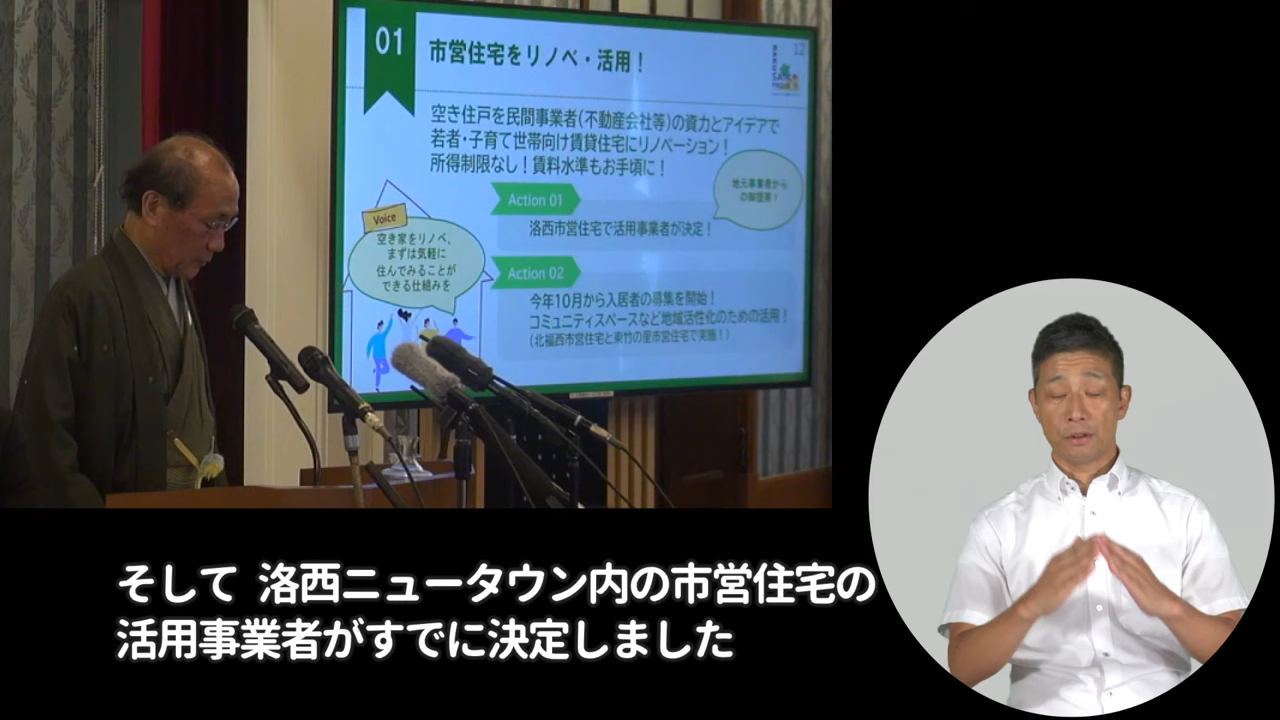 01
市営住宅をリノベ・活用！
12
空き住戸を民間事業者（不動産会社等）の資力とアイデアで
若者・子育て世帯向け賃貸住宅にリノベーション！
所得制限なし！賃料水準もお手頃に！
地元事業者から
の御提案！
Action 01
洛西市営住宅で活用事業者が決定！
Voice
空き家をリノベ、
まずは気軽に
住んでみることが
できる仕組みを
Action 02
今年10月から入居者の募集を開始！
コミュニティスペースなど地域活性化のための活用！
（北福西市営住宅と東竹の里市営住宅で実施！）
そして 洛西ニュータウン内の市営住宅の
活用事業者がすでに決定しました